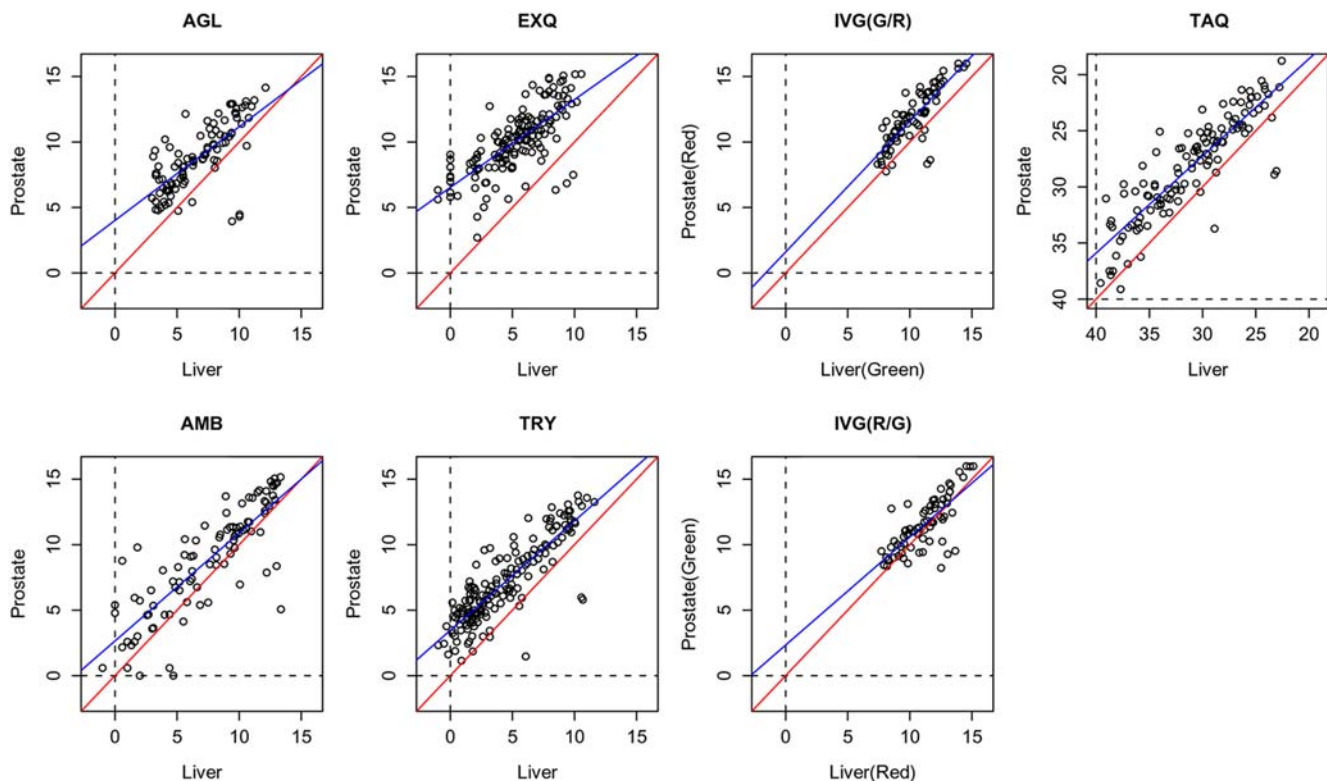 AGL
EXQ
IVG(G/R)
TAQ
Prostate
0 5 10 15
0 5 10 15
Liver
Prostate
0 5 10 15
0 5 10 15
Liver
Prostate(Red)
0 5 10 15
0 5 10 15
Liver(Green)
Prostate
40 35 30 25 20
40 35 30 25 20
Liver
AMB
TRY
IVG(R/G)
Prostate
0 5 10 15
0 5 10 15
Liver
Prostate
0 5 10 15
0 5 10 15
Liver
Prostate(Green)
0 5 10 15
0 5 10 15
Liver(Red)